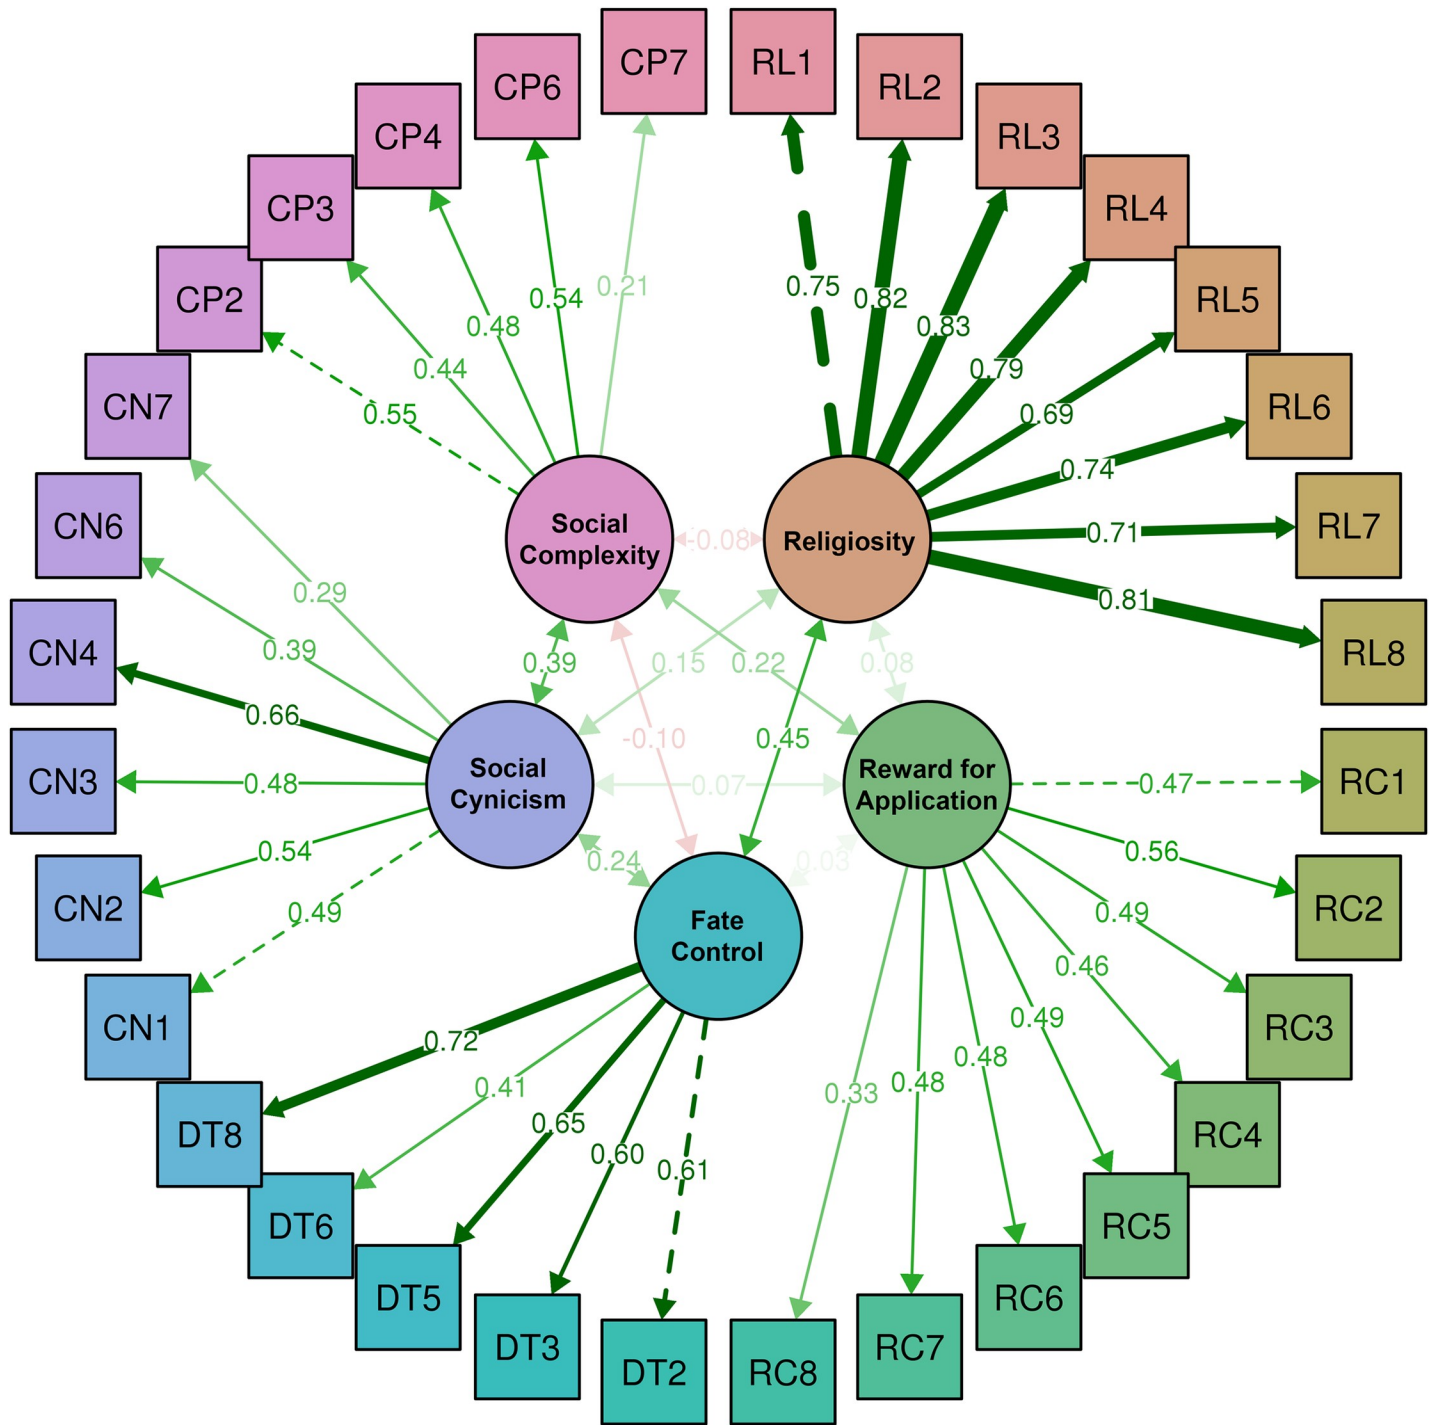 CP7
RL1
CP6
RL2
CP4
RL3
CP3
RL4
CP2
RL5
CN7
RL6
CN6
RL7
CN4
RL8
CN3
RC1
CN2
RC2
CN1
RC3
DT8
RC4
DT6
RC5
DT5
RC6
DT3
RC7
DT2
RC8
0.21
0.54
0.48
0.44
0.55
0.75
0.82
0.83
0.79
0.69
0.74
0.71
0.81
Social
Complexity
-0.08
Religiosity
0.29
0.39
0.66
0.48
0.54
0.49
0.39
0.15
0.22
0.08
-0.10
0.45
Social
Cynicism
0.07
Reward for
Application
0.24
0.03
Fate
Control
0.47
0.56
0.49
0.46
0.49
0.48
0.48
0.33
0.72
0.41
0.65
0.60
0.61